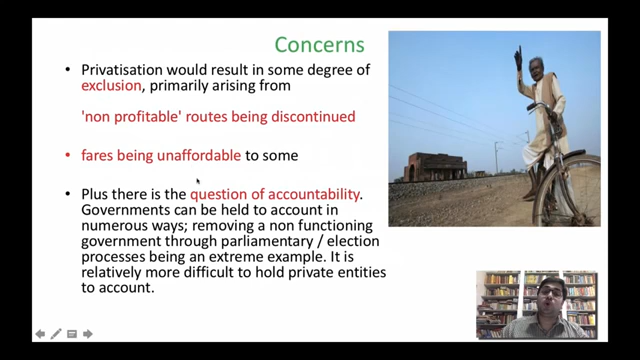 Concerns
• Privatisation would result in some degree of
exclusion, primarily arising from
'non profitable' routes being discontinued
• fares being unaffordable to some
• Plus there is the question of accountability.
Governments can be held to account in
numerous ways; removing a non functioning
government through parliamentary / election
processes being an extreme example. It is
relatively more difficult to hold private entities
to account.